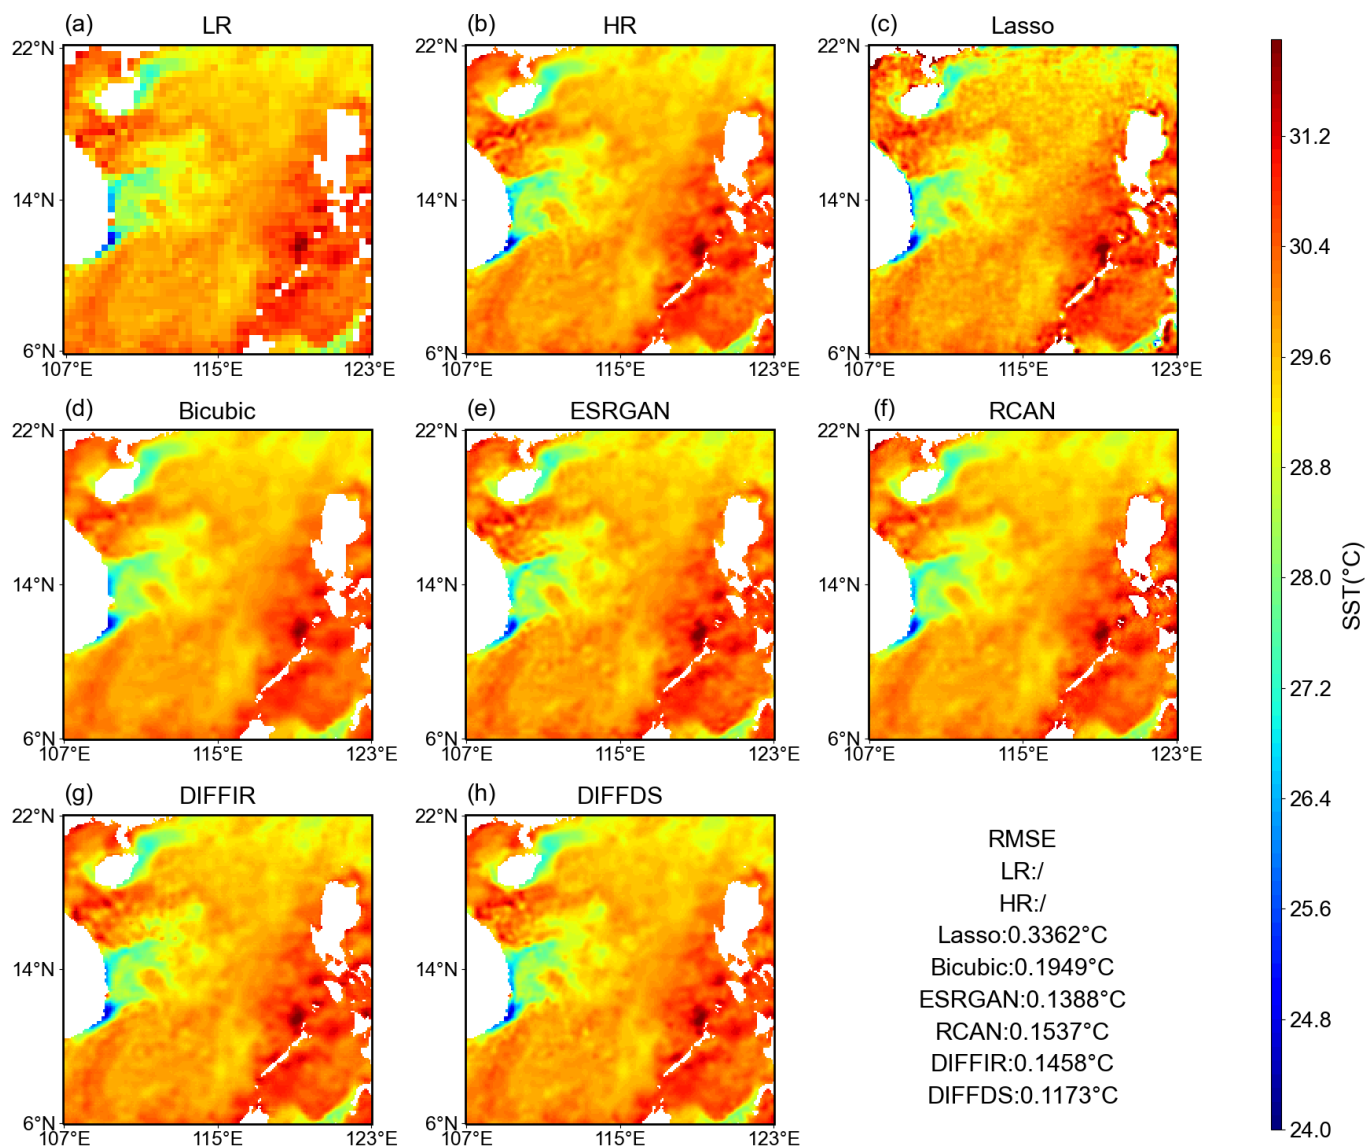 (a) LR
22°N
14°N
6°N
107°E 115°E 123°E
(b) HR
22°N
14°N
6°N
107°E 115°E 123°E
(c) Lasso
22°N
14°N
6°N
107°E 115°E 123°E
(d) Bicubic
22°N
14°N
6°N
107°E 115°E 123°E
(e) ESRGAN
22°N
14°N
6°N
107°E 115°E 123°E
(f) RCAN
22°N
14°N
6°N
107°E 115°E 123°E
(g) DIFFIR
22°N
14°N
6°N
107°E 115°E 123°E
(h) DIFFDS
22°N
14°N
6°N
107°E 115°E 123°E
RMSE
LR:/
HR:/
Lasso:0.3362°C
Bicubic:0.1949°C
ESRGAN:0.1388°C
RCAN:0.1537°C
DIFFIR:0.1458°C
DIFFDS:0.1173°C
31.2
30.4
29.6
28.8
28.0
27.2
26.4
25.6
24.8
24.0
SST(°C)